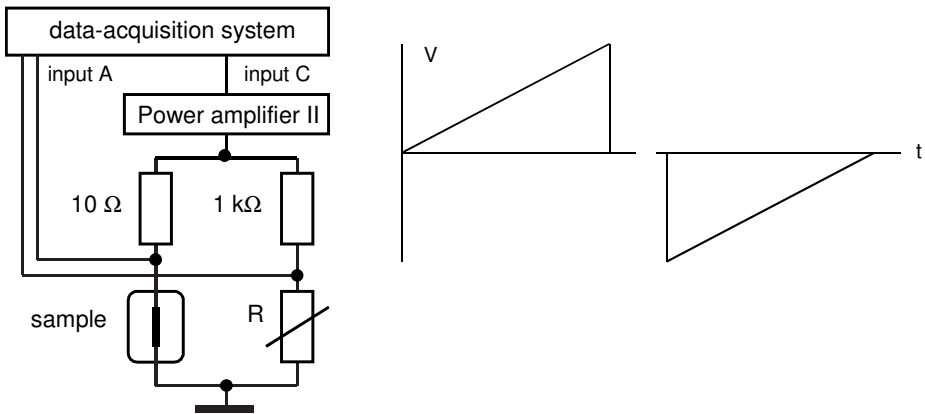 data-acquisition system
input A
input C
Power amplifier II
10 Ω
1 kΩ
sample
R
V
t